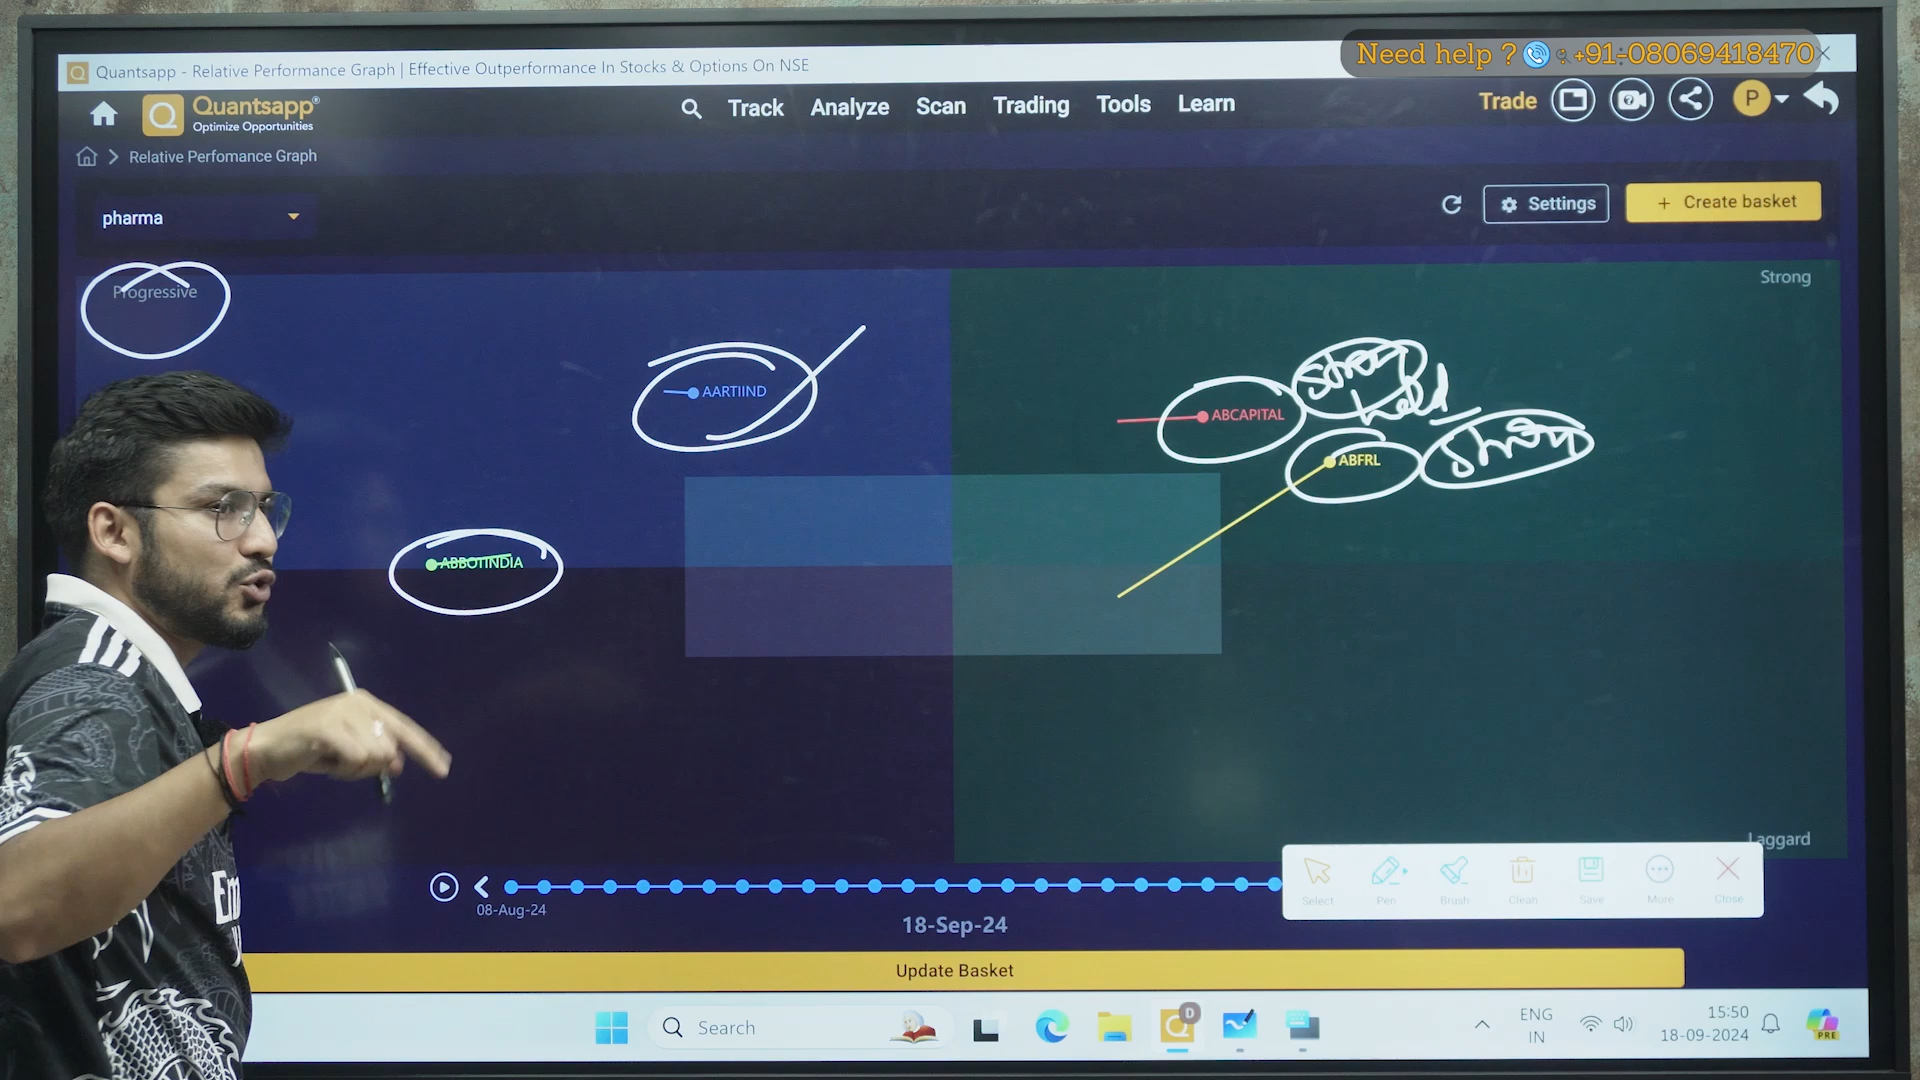 Need help ? : +91-08069418470
Quantsapp - Relative Performance Graph | Effective Outperformance In Stocks & Options On NSE
Quantsapp®
Optimize Opportunities
Track Analyze Scan Trading Tools Learn
Trade P
Relative Perfomance Graph
pharma
Settings
+ Create basket
Progressive
Strong
AARTIIND
ABCAPITAL
Hold
ABFRL
ABBOTINDIA
Laggard
08-Aug-24
18-Sep-24
Select Pen Brush Clean Save More Close
Update Basket
Search
D
ENG
IN
15:50
18-09-2024
PRE
Em